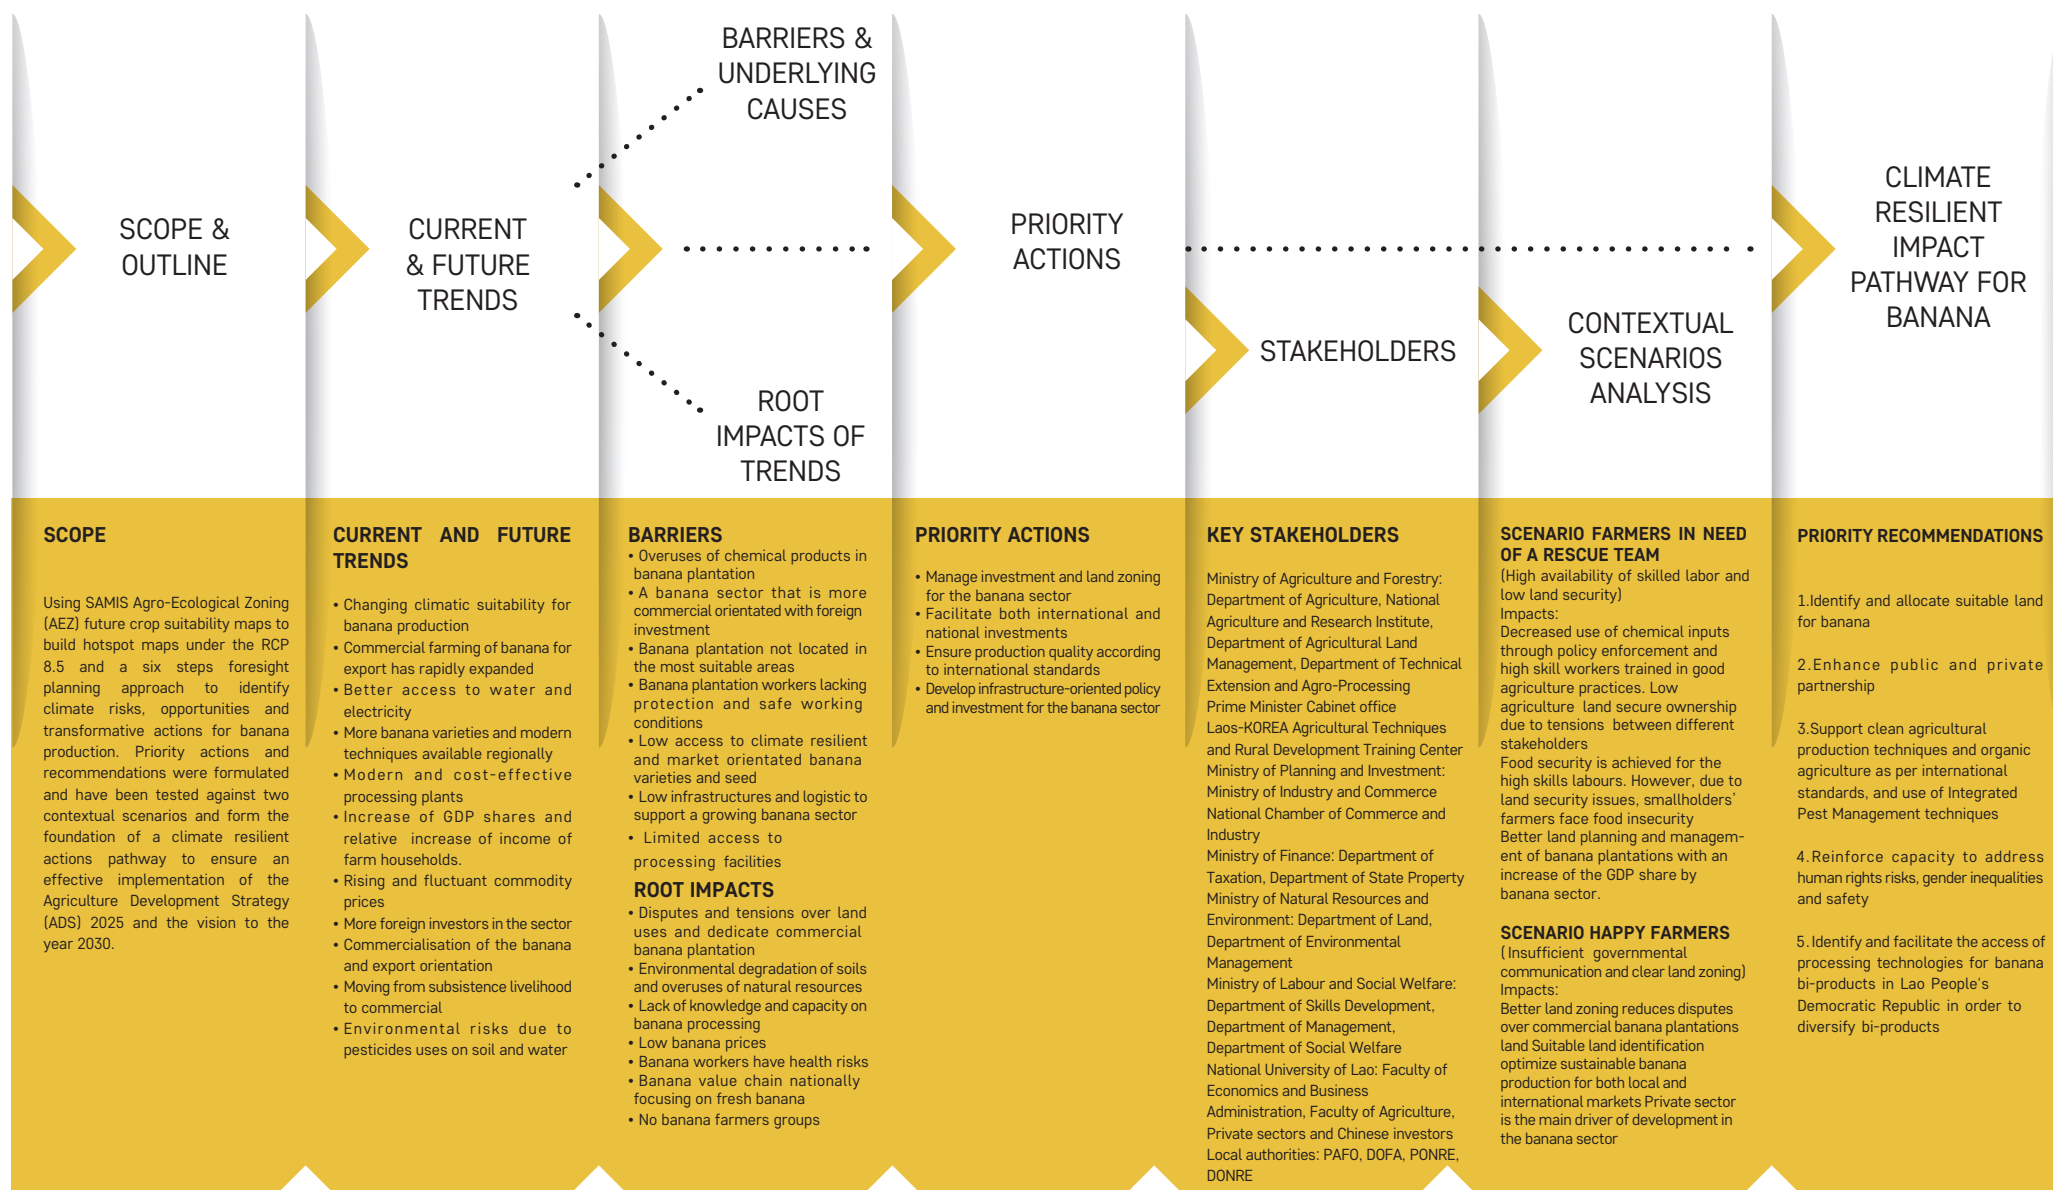 SCOPE &
OUTLINE
CURRENT
& FUTURE
TRENDS
BARRIERS &
UNDERLYING
CAUSES
ROOT
IMPACTS OF
TRENDS
PRIORITY
ACTIONS
STAKEHOLDERS
CONTEXTUAL
SCENARIOS
ANALYSIS
CLIMATE
RESILIENT
IMPACT
PATHWAY FOR
BANANA
SCOPE
Using SAMIS Agro-Ecological Zoning
(AEZ) future crop suitability maps to
build hotspot maps under the RCP
8.5 and a six steps foresight
planning approach to identify
climate risks, opportunities and
transformative actions for banana
production. Priority actions and
recommendations were formulated
and have been tested against two
contextual scenarios and form the
foundation of a climate resilient
actions pathway to ensure an
effective implementation of the
Agriculture Development Strategy
(ADS) 2025 and the vision to the
year 2030.
CURRENT AND FUTURE
TRENDS
• Changing climatic suitability for
banana production
• Commercial farming of banana for
export has rapidly expanded
• Better access to water and
electricity
• More banana varieties and modern
techniques available regionally
• Modern and cost-effective
processing plants
• Increase of GDP shares and
relative increase of income of
farm households.
• Rising and fluctuant commodity
prices
• More foreign investors in the sector
• Commercialisation of the banana
and export orientation
• Moving from subsistence livelihood
to commercial
• Environmental risks due to
pesticides uses on soil and water
BARRIERS
• Overuses of chemical products in
banana plantation
• A banana sector that is more
commercial orientated with foreign
investment
• Banana plantation not located in
the most suitable areas
• Banana plantation workers lacking
protection and safe working
conditions
• Low access to climate resilient
and market orientated banana
varieties and seed
• Low infrastructures and logistic to
support a growing banana sector
• Limited access to
processing facilities
ROOT IMPACTS
• Disputes and tensions over land
uses and dedicate commercial
banana plantation
• Environmental degradation of soils
and overuses of natural resources
• Lack of knowledge and capacity on
banana processing
• Low banana prices
• Banana workers have health risks
• Banana value chain nationally
focusing on fresh banana
• No banana farmers groups
PRIORITY ACTIONS
• Manage investment and land zoning
for the banana sector
• Facilitate both international and
national investments
• Ensure production quality according
to international standards
• Develop infrastructure-oriented policy
and investment for the banana sector
KEY STAKEHOLDERS
Ministry of Agriculture and Forestry:
Department of Agriculture, National
Agriculture and Research Institute,
Department of Agricultural Land
Management, Department of Technical
Extension and Agro-Processing
Prime Minister Cabinet office
Laos-KOREA Agricultural Techniques
and Rural Development Training Center
Ministry of Planning and Investment:
Ministry of Industry and Commerce
National Chamber of Commerce and
Industry
Ministry of Finance: Department of
Taxation, Department of State Property
Ministry of Natural Resources and
Environment: Department of Land,
Department of Environmental
Management
Ministry of Labour and Social Welfare:
Department of Skills Development,
Department of Management,
Department of Social Welfare
National University of Lao: Faculty of
Economics and Business
Administration, Faculty of Agriculture,
Private sectors and Chinese investors
Local authorities: PAFO, DOFA, PONRE,
DONRE
SCENARIO FARMERS IN NEED
OF A RESCUE TEAM
(High availability of skilled labor and
low land security)
Impacts:
Decreased use of chemical inputs
through policy enforcement and
high skill workers trained in good
agriculture practices. Low
agriculture land secure ownership
due to tensions between different
stakeholders
Food security is achieved for the
high skills labours. However, due to
land security issues, smallholders'
farmers face food insecurity
Better land planning and managem-
ent of banana plantations with an
increase of the GDP share by
banana sector.
SCENARIO HAPPY FARMERS
( Insufficient governmental
communication and clear land zoning)
Impacts:
Better land zoning reduces disputes
over commercial banana plantations
land Suitable land identification
optimize sustainable banana
production for both local and
international markets Private sector
is the main driver of development in
the banana sector
PRIORITY RECOMMENDATIONS
1.Identify and allocate suitable land
for banana
2.Enhance public and private
partnership
3.Support clean agricultural
production techniques and organic
agriculture as per international
standards, and use of Integrated
Pest Management techniques
4.Reinforce capacity to address
human rights risks, gender inequalities
and safety
5.Identify and facilitate the access of
processing technologies for banana
bi-products in Lao People's
Democratic Republic in order to
diversify bi-products